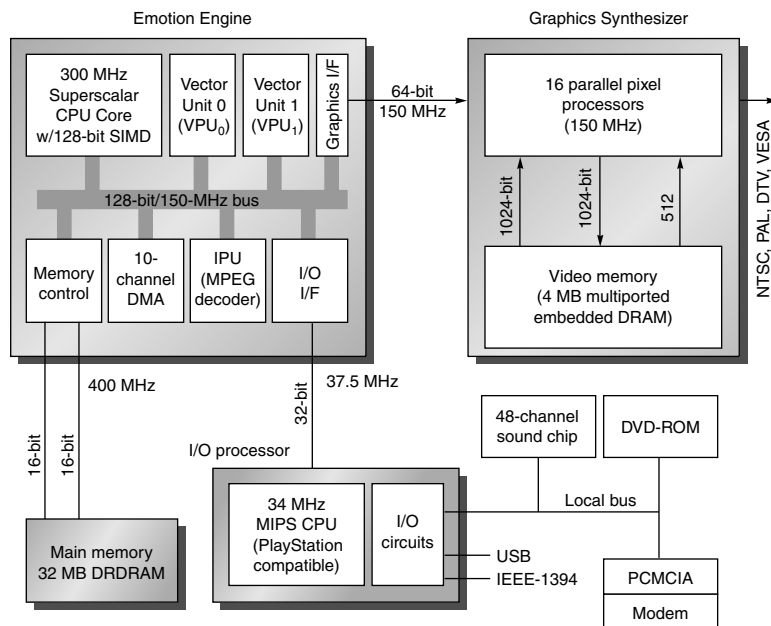 Emotion Engine
Graphics Synthesizer
300 MHz
Superscalar
CPU Core
w/128-bit SIMD
Vector
Unit 0
(VPU0)
Vector
Unit 1
(VPU1)
Graphics I/F
64-bit
150 MHz
16 parallel pixel
processors
(150 MHz)
NTSC, PAL, DTV, VESA
128-bit/150-MHz bus
1024-bit
1024-bit
512
Memory
control
10-
channel
DMA
IPU
(MPEG
decoder)
I/O
I/F
Video memory
(4 MB multiported
embedded DRAM)
16-bit
16-bit
400 MHz
32-bit
37.5 MHz
I/O processor
48-channel
sound chip
DVD-ROM
Local bus
Main memory
32 MB DRDRAM
34 MHz
MIPS CPU
(PlayStation
compatible)
I/O
circuits
USB
IEEE-1394
PCMCIA
Modem